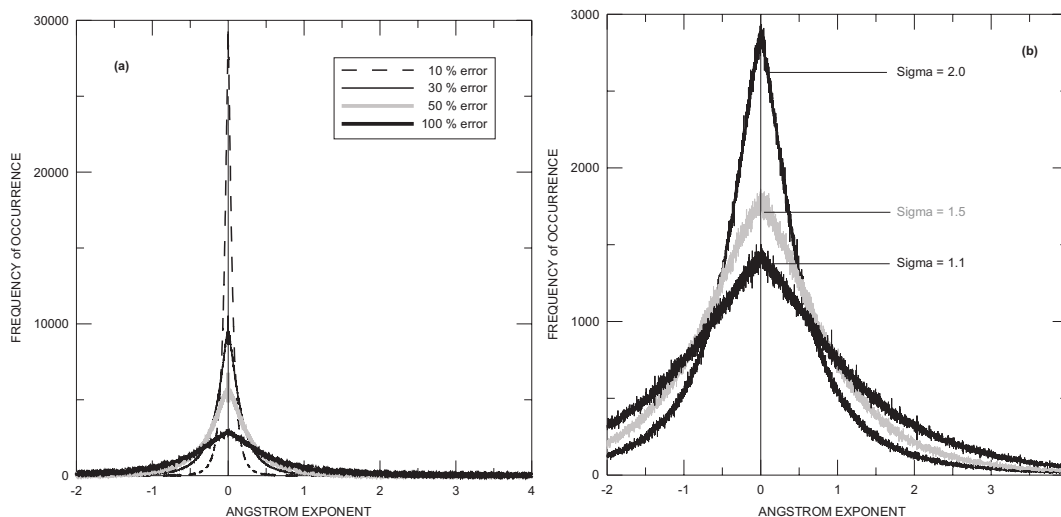 30000
20000
10000
0
-2
-1
0
1
2
3
4
FREQUENCY of OCCURRENCE
ANGSTROM EXPONENT
(a)
10 % error
30 % error
50 % error
100 % error
3000
2000
1000
0
-2
-1
0
1
2
3
FREQUENCY of OCCURRENCE
ANGSTROM EXPONENT
(b)
Sigma = 2.0
Sigma = 1.5
Sigma = 1.1